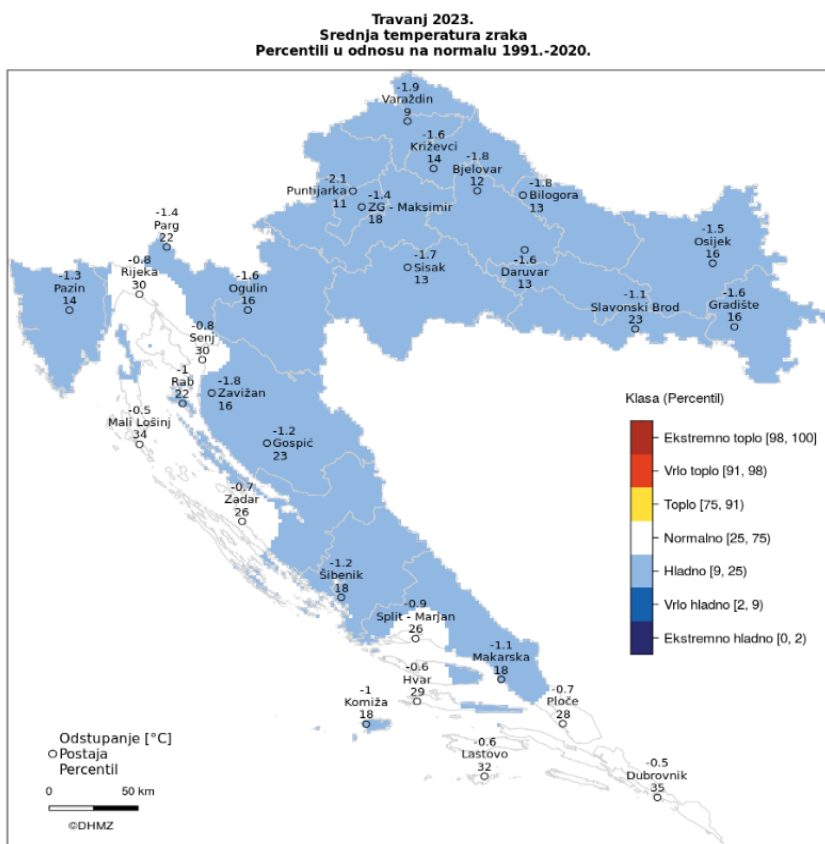 Travanj 2023.
Srednja temperatura zraka
Percentili u odnosu na normalu 1991.-2020.
-1.9
Varaždin
9
-1.6
Križevci
14
-1.8
Bjelovar
12
-2.1
Puntijarka
11
-1.4
ZG - Maksimir
18
-1.8
Bilogora
13
-1.4
Parg
22
-0.8
Rijeka
30
-1.3
Pazin
14
-1.6
Ogulin
16
-1.7
Sisak
13
-1.6
Daruvar
13
-1.5
Osijek
16
-1.1
Slavonski Brod
23
-1.6
Gradište
16
-0.8
Senj
30
-1
Rab
22
-1.8
Zavižan
16
-0.5
Mali Lošinj
34
-1.2
Gospić
23
-0.7
Zadar
26
-1.2
Šibenik
18
-0.9
Split - Marjan
26
-1.1
Makarska
18
-0.6
Hvar
29
-1
Komiža
18
-0.7
Ploče
28
-0.6
Lastovo
32
-0.5
Dubrovnik
35
Klasa (Percentil)
Ekstremno toplo [98, 100]
Vrlo toplo [91, 98)
Toplo [75, 91)
Normalno [25, 75)
Hladno [9, 25)
Vrlo hladno [2, 9)
Ekstremno hladno [0, 2)
Odstupanje [°C]
Postaja
Percentil
0 50 km
©DHMZ